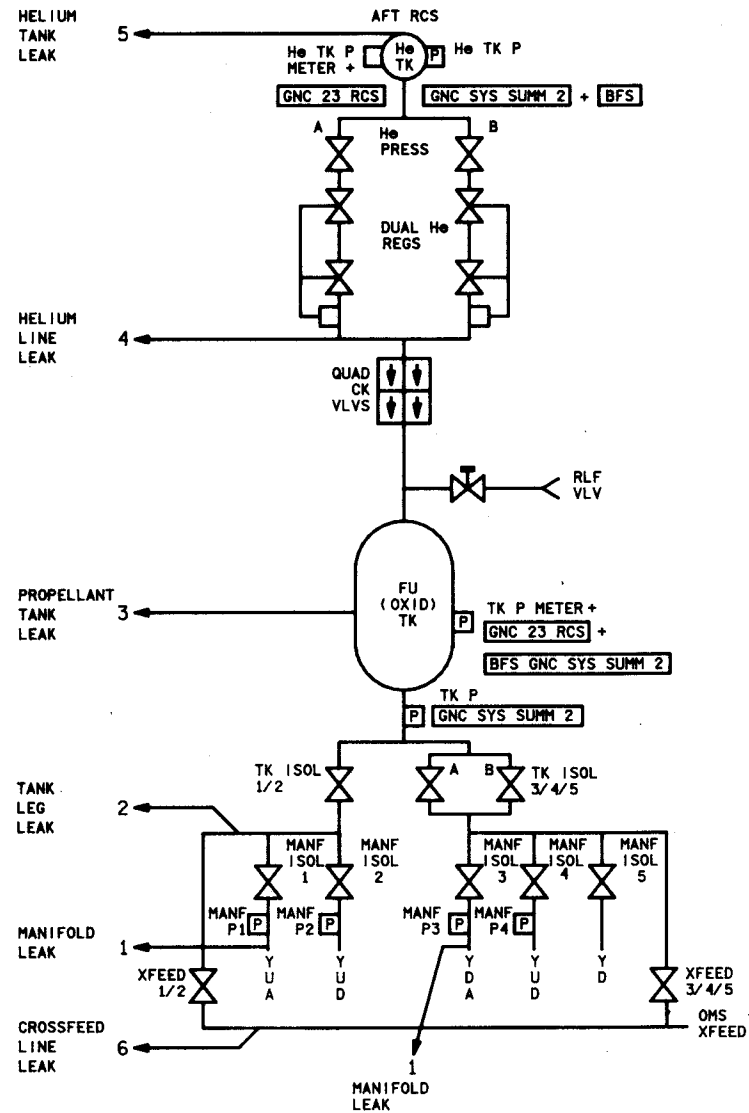 AFT RCS
HELIUM
TANK
LEAK
5
He TK P
METER +
He
TK
P
He TK P
GNC 23 RCS
GNC SYS SUMM 2 + BFS
A
B
He
PRESS
DUAL He
REGS
HELIUM
LINE
LEAK
4
QUAD
CK
VLVS
RLF
VLV
PROPELLANT
TANK
LEAK
3
FU
(OXID)
TK
P
TK P METER +
GNC 23 RCS +
BFS GNC SYS SUMM 2
TK P
P
GNC SYS SUMM 2
TK ISOL
1/2
A
B
TK ISOL
3/4/5
TANK
LEG
LEAK
2
MANF
ISOL
1
MANF
ISOL
2
MANF
ISOL
3
MANF
ISOL
4
MANF
ISOL
5
MANF
P1
P
MANF
P2
P
MANF
P3
P
MANF
P4
P
MANIFOLD
LEAK
1
Y
U
A
Y
U
D
Y
D
A
Y
U
D
Y
D
XFEED
1/2
XFEED
3/4/5
OMS
XFEED
CROSSFEED
LINE
LEAK
6
1
MANIFOLD
LEAK